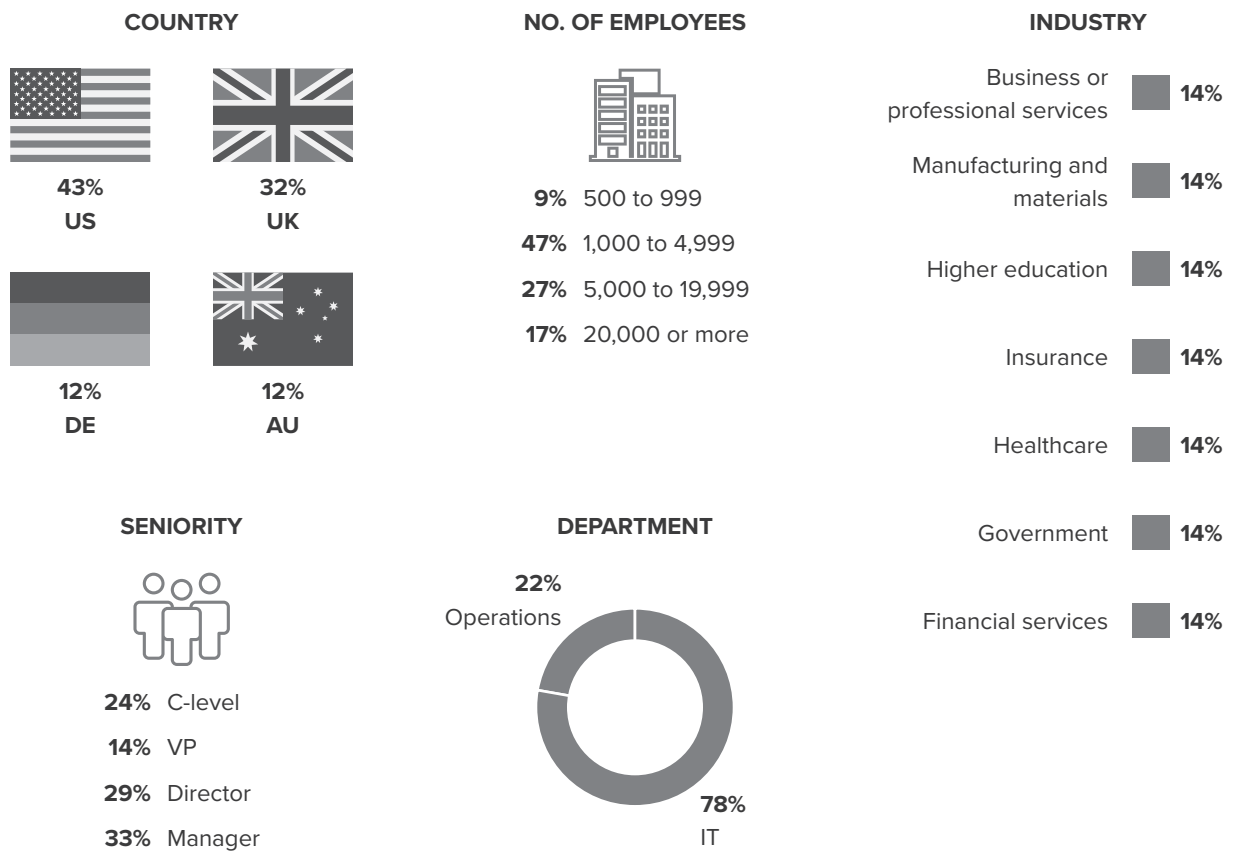 COUNTRY
43%
US
32%
UK
12%
DE
12%
AU
NO. OF EMPLOYEES
9% 500 to 999
47% 1,000 to 4,999
27% 5,000 to 19,999
17% 20,000 or more
INDUSTRY
Business or
professional services 14%
Manufacturing and
materials 14%
Higher education 14%
Insurance 14%
Healthcare 14%
Government 14%
Financial services 14%
SENIORITY
24% C-level
14% VP
29% Director
33% Manager
DEPARTMENT
22%
Operations
78%
IT